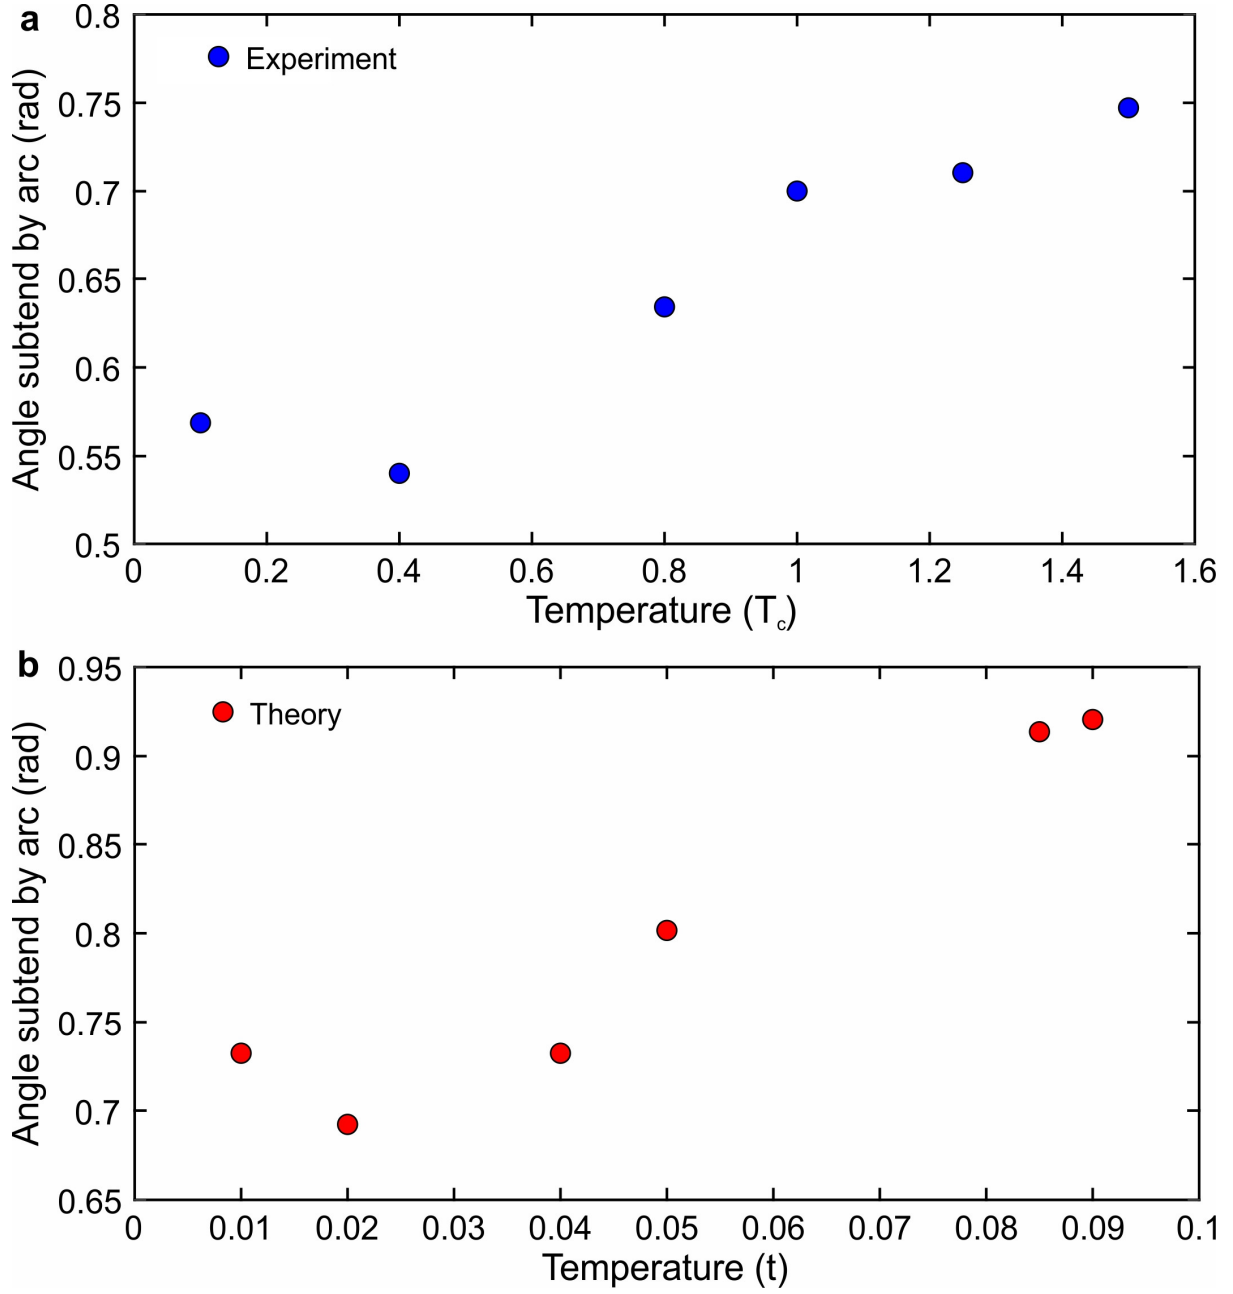 a
Angle subtend by arc (rad)
0.8
0.75
0.7
0.65
0.6
0.55
0.5
Experiment
0 0.2 0.4 0.6 0.8 1 1.2 1.4 1.6
Temperature (Tc)
b
Angle subtend by arc (rad)
0.95
0.9
0.85
0.8
0.75
0.7
0.65
Theory
0 0.01 0.02 0.03 0.04 0.05 0.06 0.07 0.08 0.09 0.1
Temperature (t)